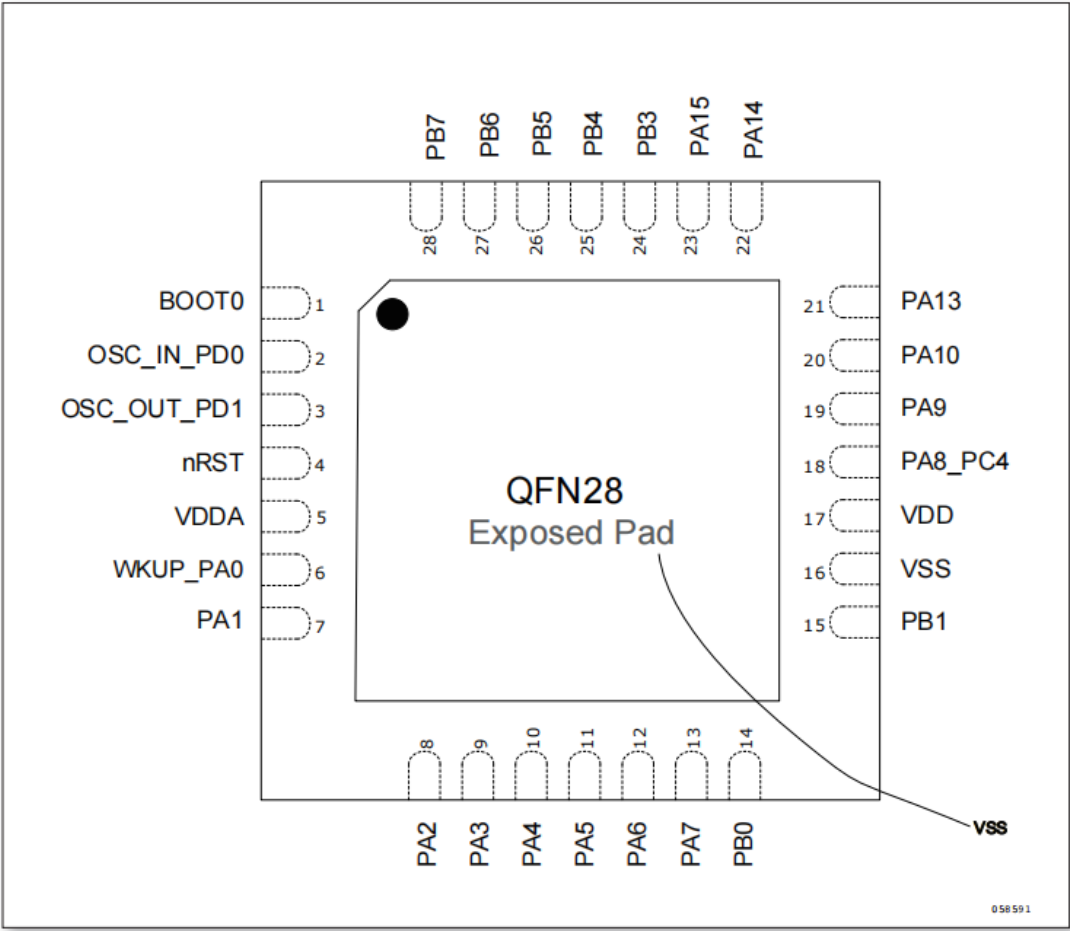 PB7 PB6 PB5 PB4 PB3 PA15 PA14
28 27 26 25 24 23 22
BOOT0 1
OSC_IN_PD0 2
OSC_OUT_PD1 3
nRST 4
VDDA 5
WKUP_PA0 6
PA1 7
21 PA13
20 PA10
19 PA9
18 PA8_PC4
17 VDD
16 VSS
15 PB1
QFN28
Exposed Pad
8 9 10 11 12 13 14
PA2 PA3 PA4 PA5 PA6 PA7 PB0
VSS
058591